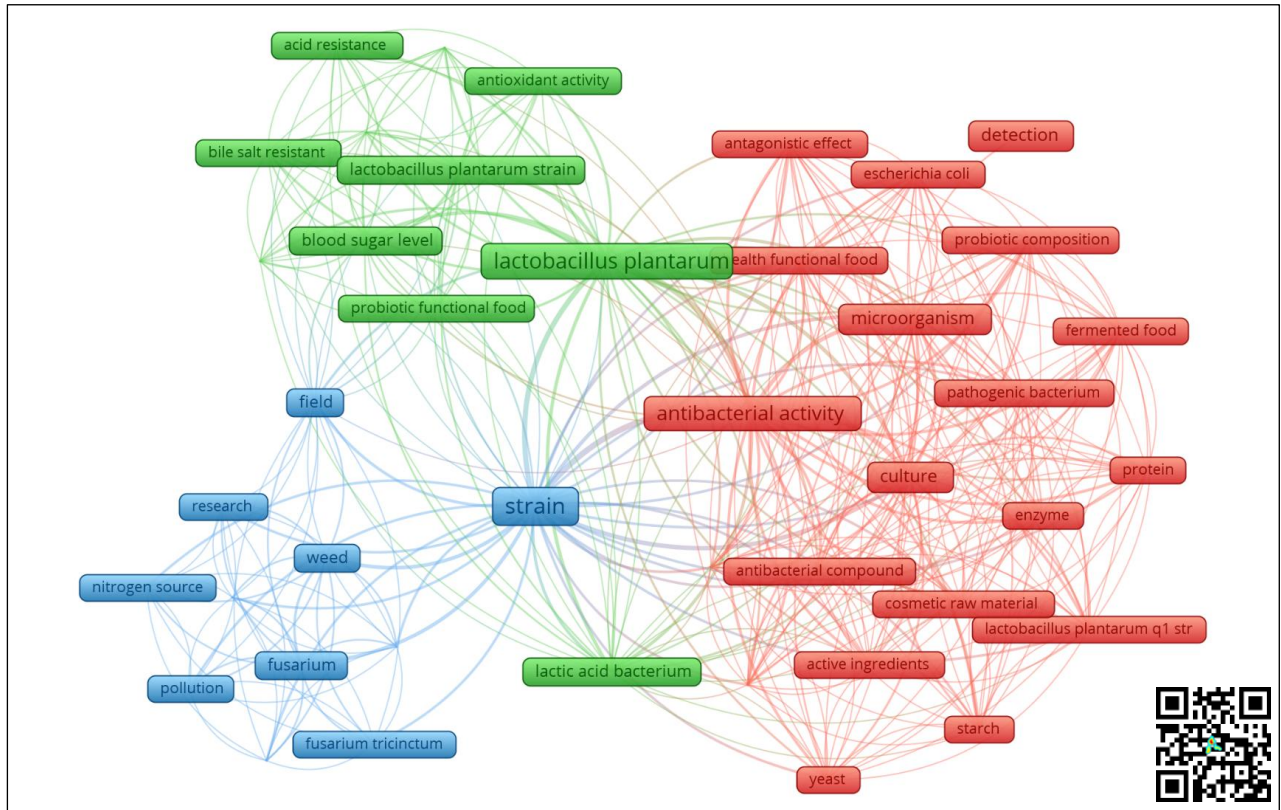 acid resistance
antioxidant activity
bile salt resistant
lactobacillus plantarum strain
blood sugar level
lactobacillus plantarum
probiotic functional food
antagonistic effect
detection
escherichia coli
probiotic composition
ealth functional food
microorganism
fermented food
pathogenic bacterium
antibacterial activity
culture
protein
enzyme
antibacterial compound
cosmetic raw material
lactobacillus plantarum q1 str
active ingredients
starch
yeast
field
strain
research
weed
nitrogen source
fusarium
pollution
fusarium tricinctum
lactic acid bacterium